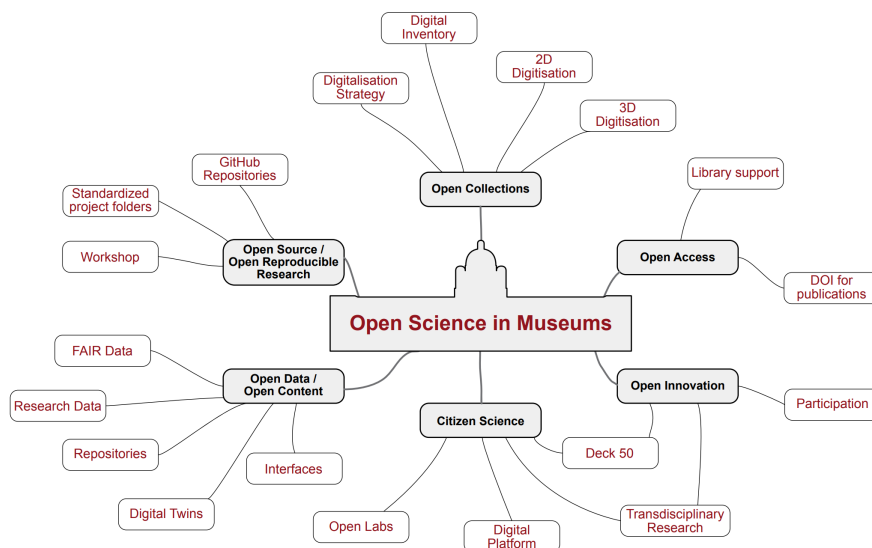 Digital
Inventory
2D
Digitisation
Digitalisation
Strategy
3D
Digitisation
GitHub
Repositories
Library support
Standardized
project folders
Open Collections
Open Source /
Open Reproducible
Research
Workshop
Open Access
DOI for
publications
Open Science in Museums
FAIR Data
Open Data /
Open Content
Open Innovation
Research Data
Participation
Citizen Science
Repositories
Interfaces
Deck 50
Digital Twins
Open Labs
Digital
Platform
Transdisciplinary
Research